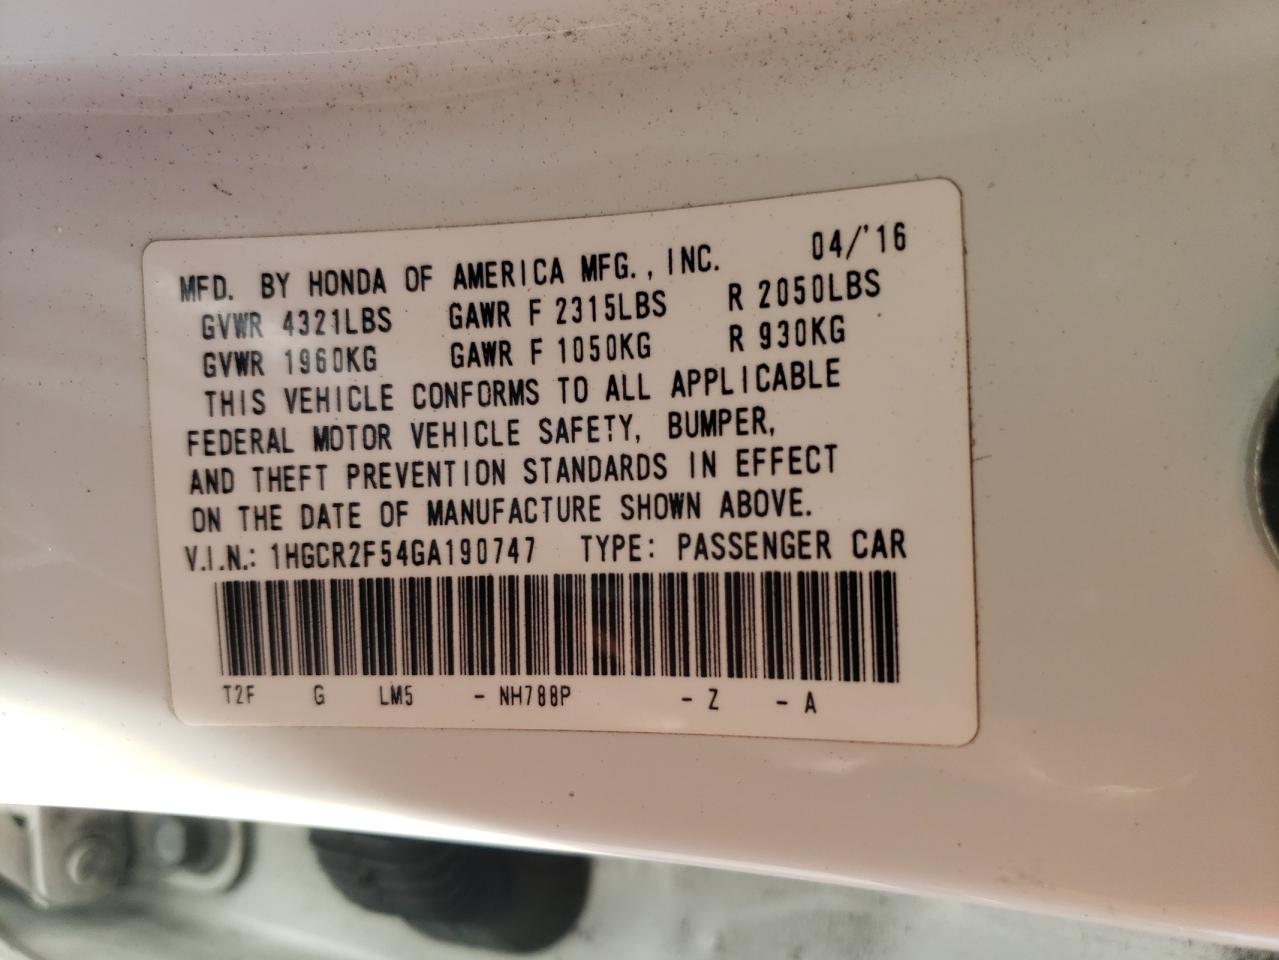 MFD. BY HONDA OF AMERICA MFG., INC. 04/'16
GVWR 4321LBS GAWR F 2315LBS R 2050LBS
GVWR 1960KG GAWR F 1050KG R 930KG
THIS VEHICLE CONFORMS TO ALL APPLICABLE
FEDERAL MOTOR VEHICLE SAFETY, BUMPER,
AND THEFT PREVENTION STANDARDS IN EFFECT
ON THE DATE OF MANUFACTURE SHOWN ABOVE.
V.I.N.: 1HGCR2F54GA190747 TYPE: PASSENGER CAR
T2F G LM5 - NH788P - Z - A